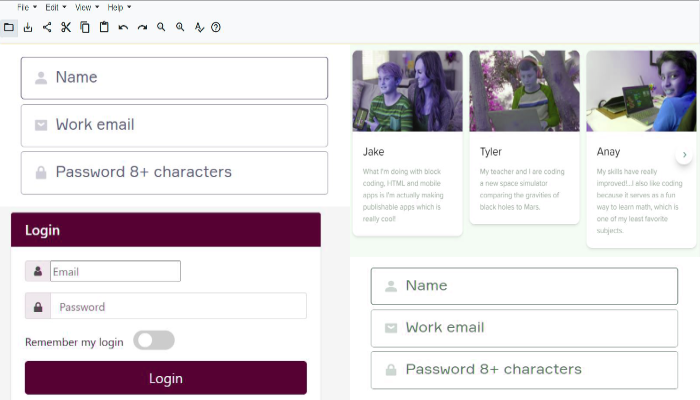 File Edit View Help
Name
Work email
Password 8+ characters
Login
Email
Password
Remember my login
Login
Jake
What I'm doing with block
coding, HTML and mobile
apps is I'm actually making
publishable apps which is
really cool!
Tyler
My teacher and I are coding
a new space simulator
comparing the gravities of
black holes to Mars.
Anay
My skills have really
improved!...I also like coding
because it serves as a fun
way to learn math, which is
one of my least favorite
subjects.
Name
Work email
Password 8+ characters